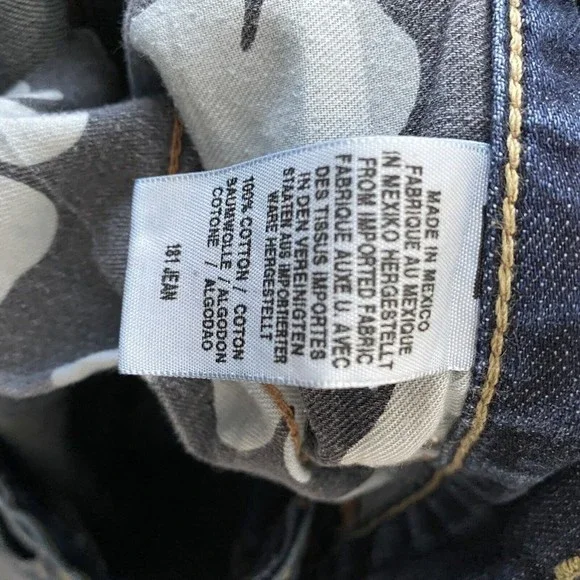 MADE IN MEXICO
FABRIQUE AU MEXIQUE
IN MEXIKO HERGESTELLT
FROM IMPORTED FABRIC
FABRIQUE AUX E.U. AVEC
DES TISSUS IMPORTES
IN DEN VEREINIGTEN
STAATEN AUS IMPORTIERTER
WARE HERGESTELLT
100% COTTON / COTON
BAUMWOLLE / ALGODON
COTONE / ALGODAO
181 JEAN